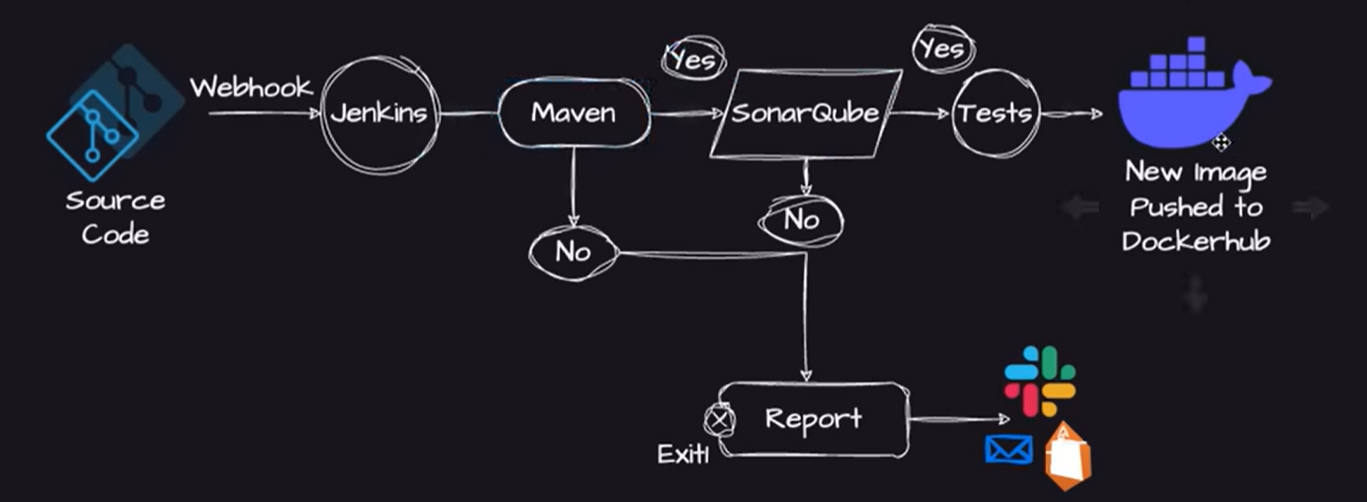 Yes
Yes
Webhook
Jenkins
Maven
SonarQube
Tests
Source
Code
No
No
New Image
Pushed to
Dockerhub
Report
Exit!